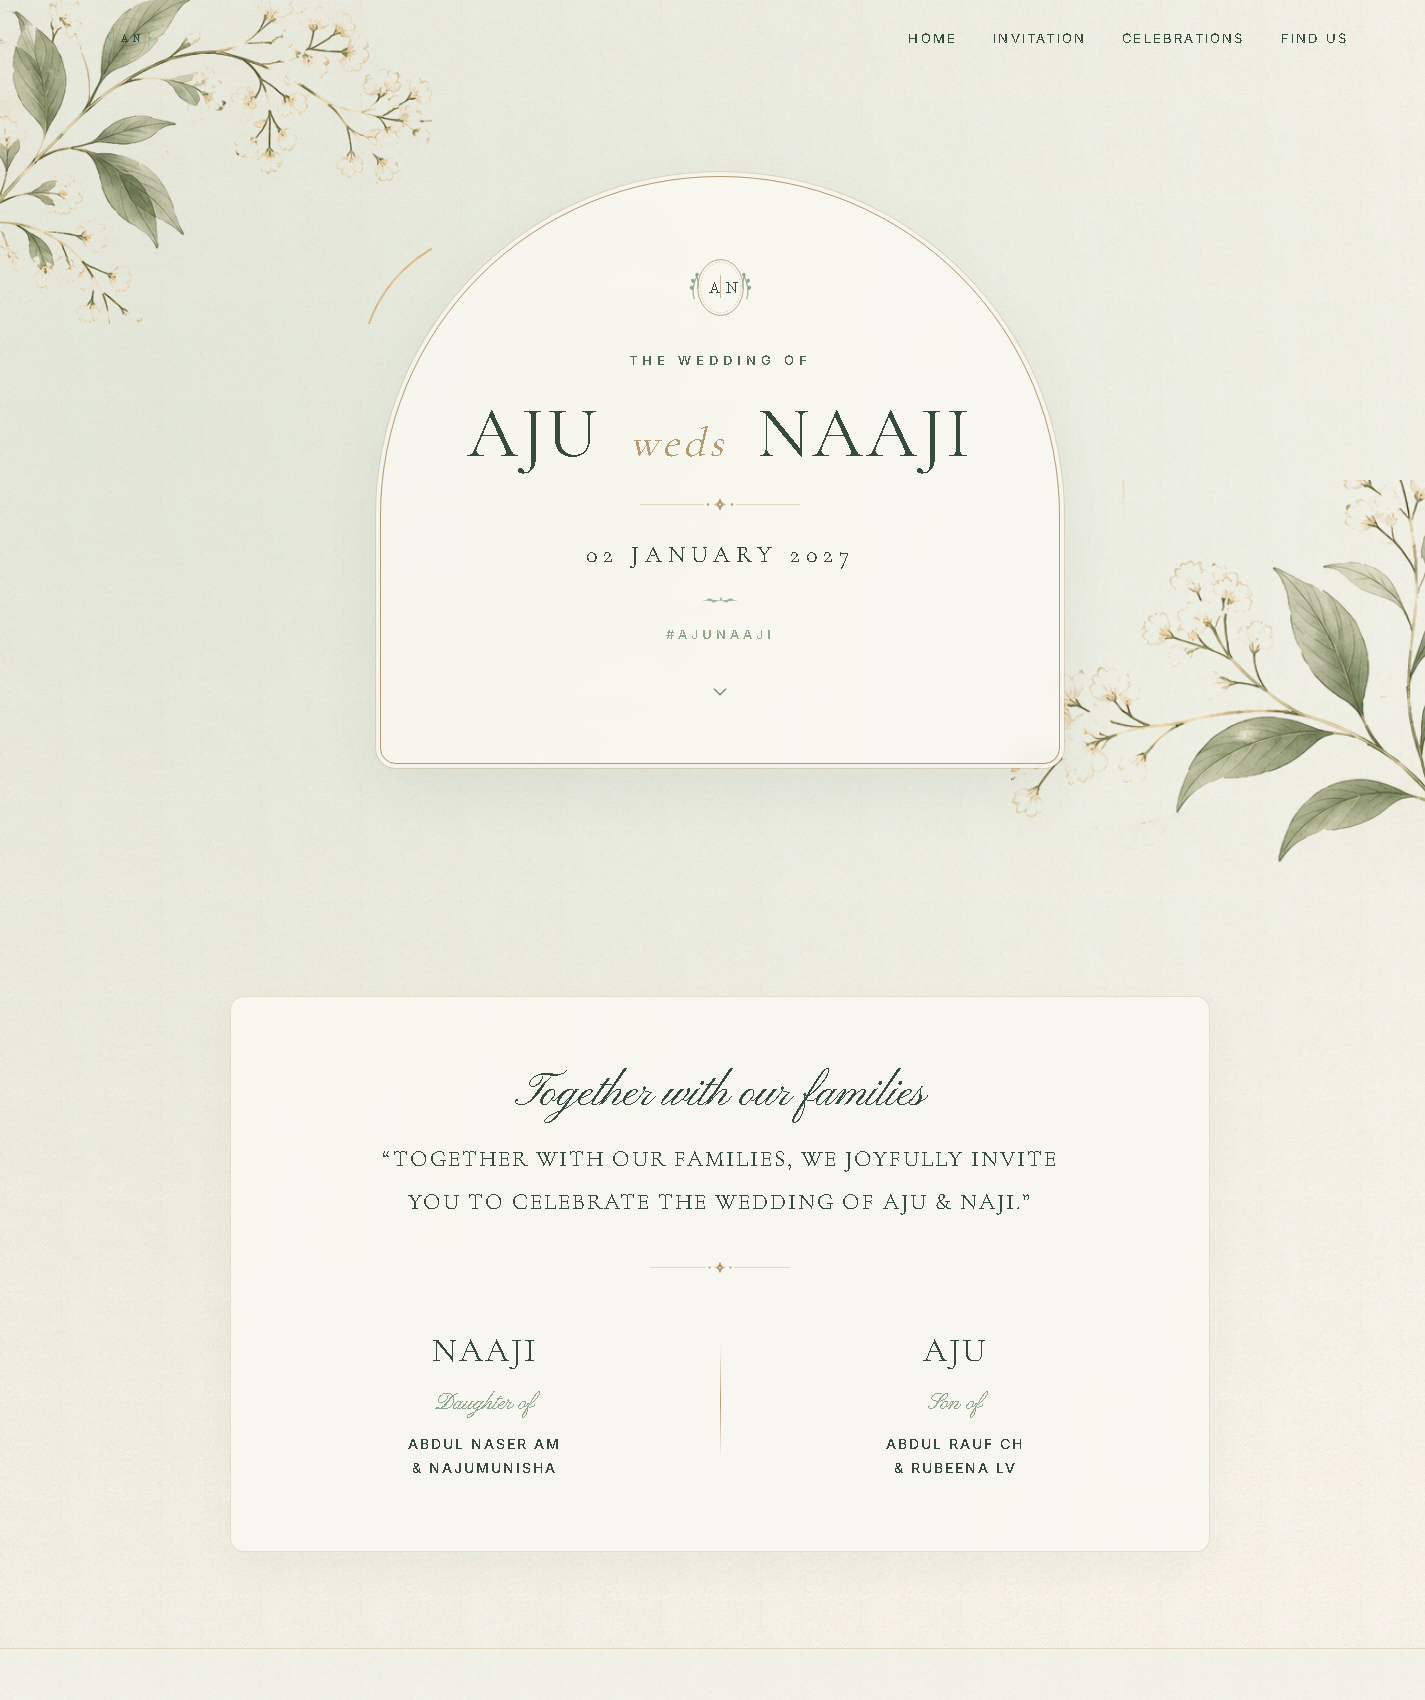 A N
HOME INVITATION CELEBRATIONS FIND US
A N
THE WEDDING OF
AJU weds NAAJI
02 JANUARY 2027
#AJUNAAJI
Together with our families
“TOGETHER WITH OUR FAMILIES, WE JOYFULLY INVITE
YOU TO CELEBRATE THE WEDDING OF AJU & NAJI.”
NAAJI
Daughter of
ABDUL NASER AM
& NAJUMUNISHA
AJU
Son of
ABDUL RAUF CH
& RUBEENA LV